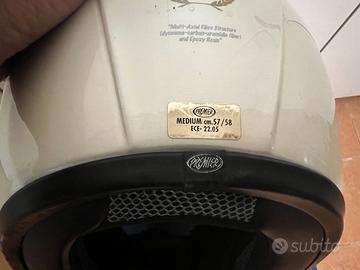 "Multi-Axial Fibre Structure
(dyneema-carbon-aramidic fiber)
and Epoxy Resin"
PREMIER
MEDIUM cm.57/58
ECE- 22.05
PREMIER
subito